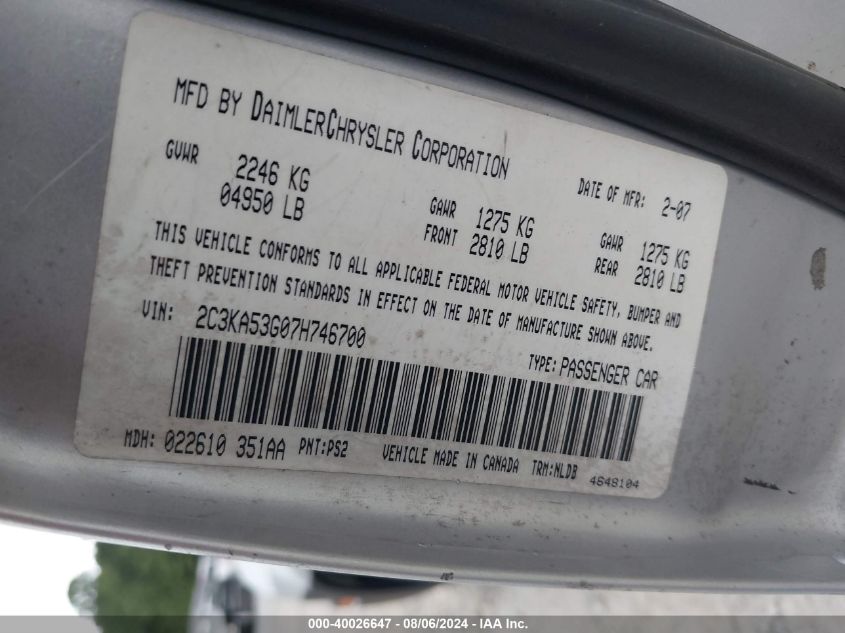 MFD BY DAIMLERCHRYSLER CORPORATION
DATE OF MFR: 2-07
GVWR 2246 KG
04950 LB
GAWR FRONT 1275 KG
2810 LB
GAWR REAR 1275 KG
2810 LB
THIS VEHICLE CONFORMS TO ALL APPLICABLE FEDERAL MOTOR VEHICLE SAFETY, BUMPER AND
THEFT PREVENTION STANDARDS IN EFFECT ON THE DATE OF MANUFACTURE SHOWN ABOVE.
VIN: 2C3KA53G07H746700
TYPE: PASSENGER CAR
MDH: 022610 351AA PNT:PS2 VEHICLE MADE IN CANADA TRM:NLDB
4648104
000-40026647 - 08/06/2024 - IAA Inc.